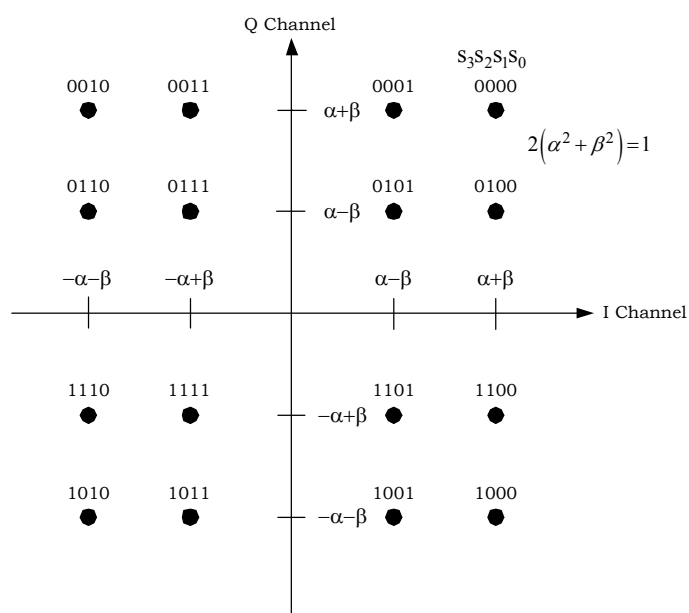 Q Channel
S₃S₂S₁S₀
0010 0011 0001 0000
α+β
2(α²+β²)=1
0110 0111 0101 0100
α−β
−α−β −α+β α−β α+β
I Channel
1110 1111 1101 1100
−α+β
1010 1011 1001 1000
−α−β